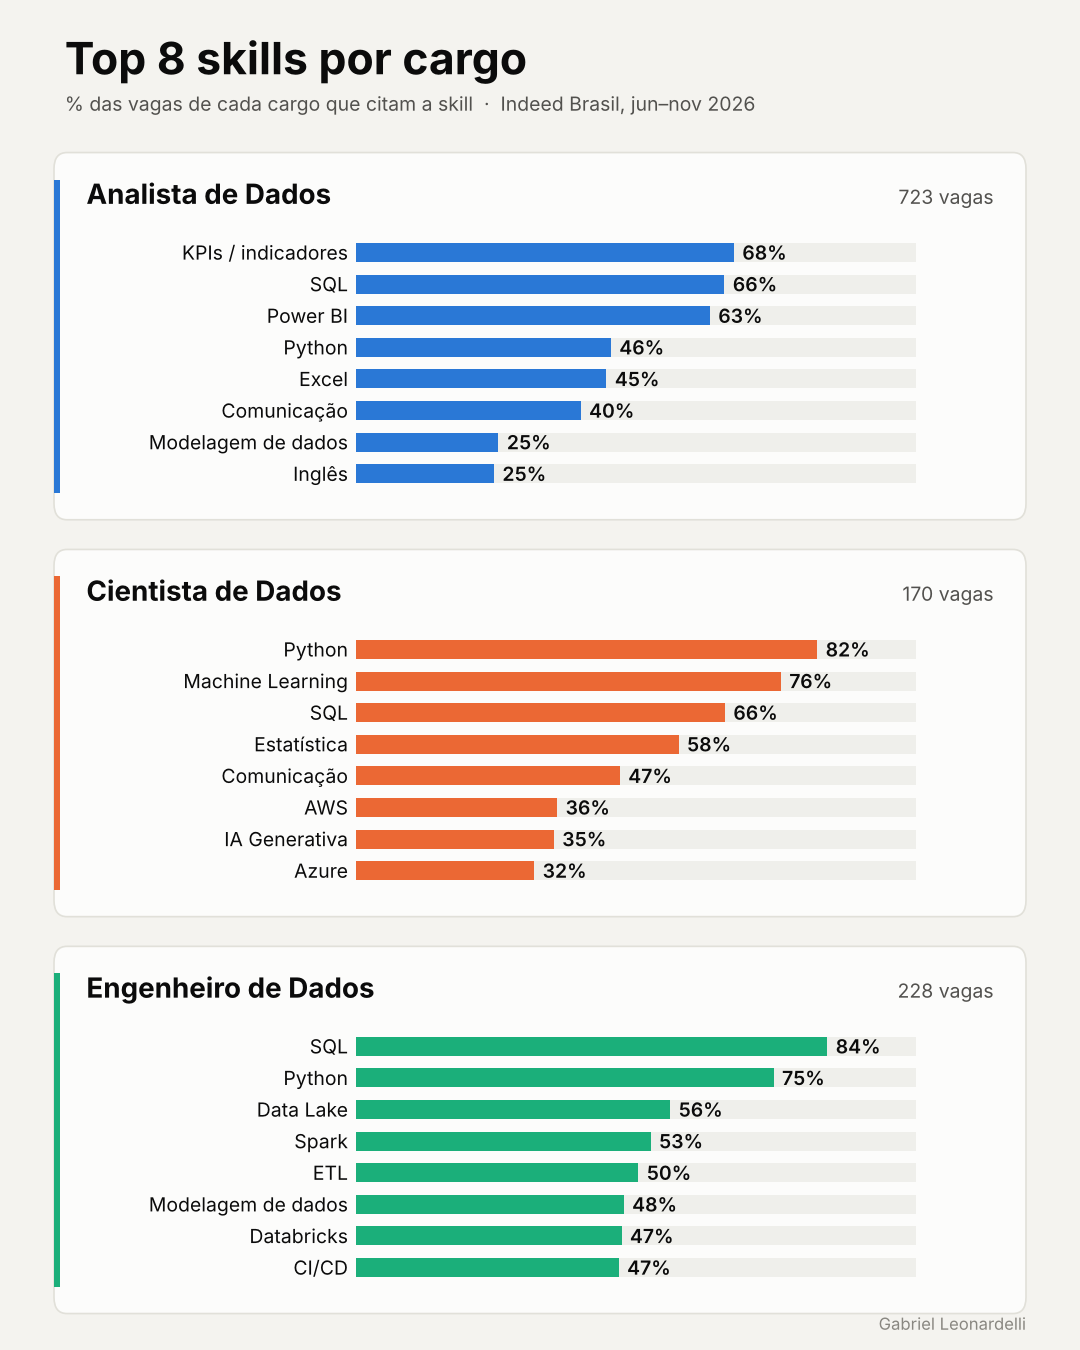 Top 8 skills por cargo
% das vagas de cada cargo que citam a skill · Indeed Brasil, jun–nov 2026
Analista de Dados 723 vagas
KPIs / indicadores 68%
SQL 66%
Power BI 63%
Python 46%
Excel 45%
Comunicação 40%
Modelagem de dados 25%
Inglês 25%
Cientista de Dados 170 vagas
Python 82%
Machine Learning 76%
SQL 66%
Estatística 58%
Comunicação 47%
AWS 36%
IA Generativa 35%
Azure 32%
Engenheiro de Dados 228 vagas
SQL 84%
Python 75%
Data Lake 56%
Spark 53%
ETL 50%
Modelagem de dados 48%
Databricks 47%
CI/CD 47%
Gabriel Leonardelli